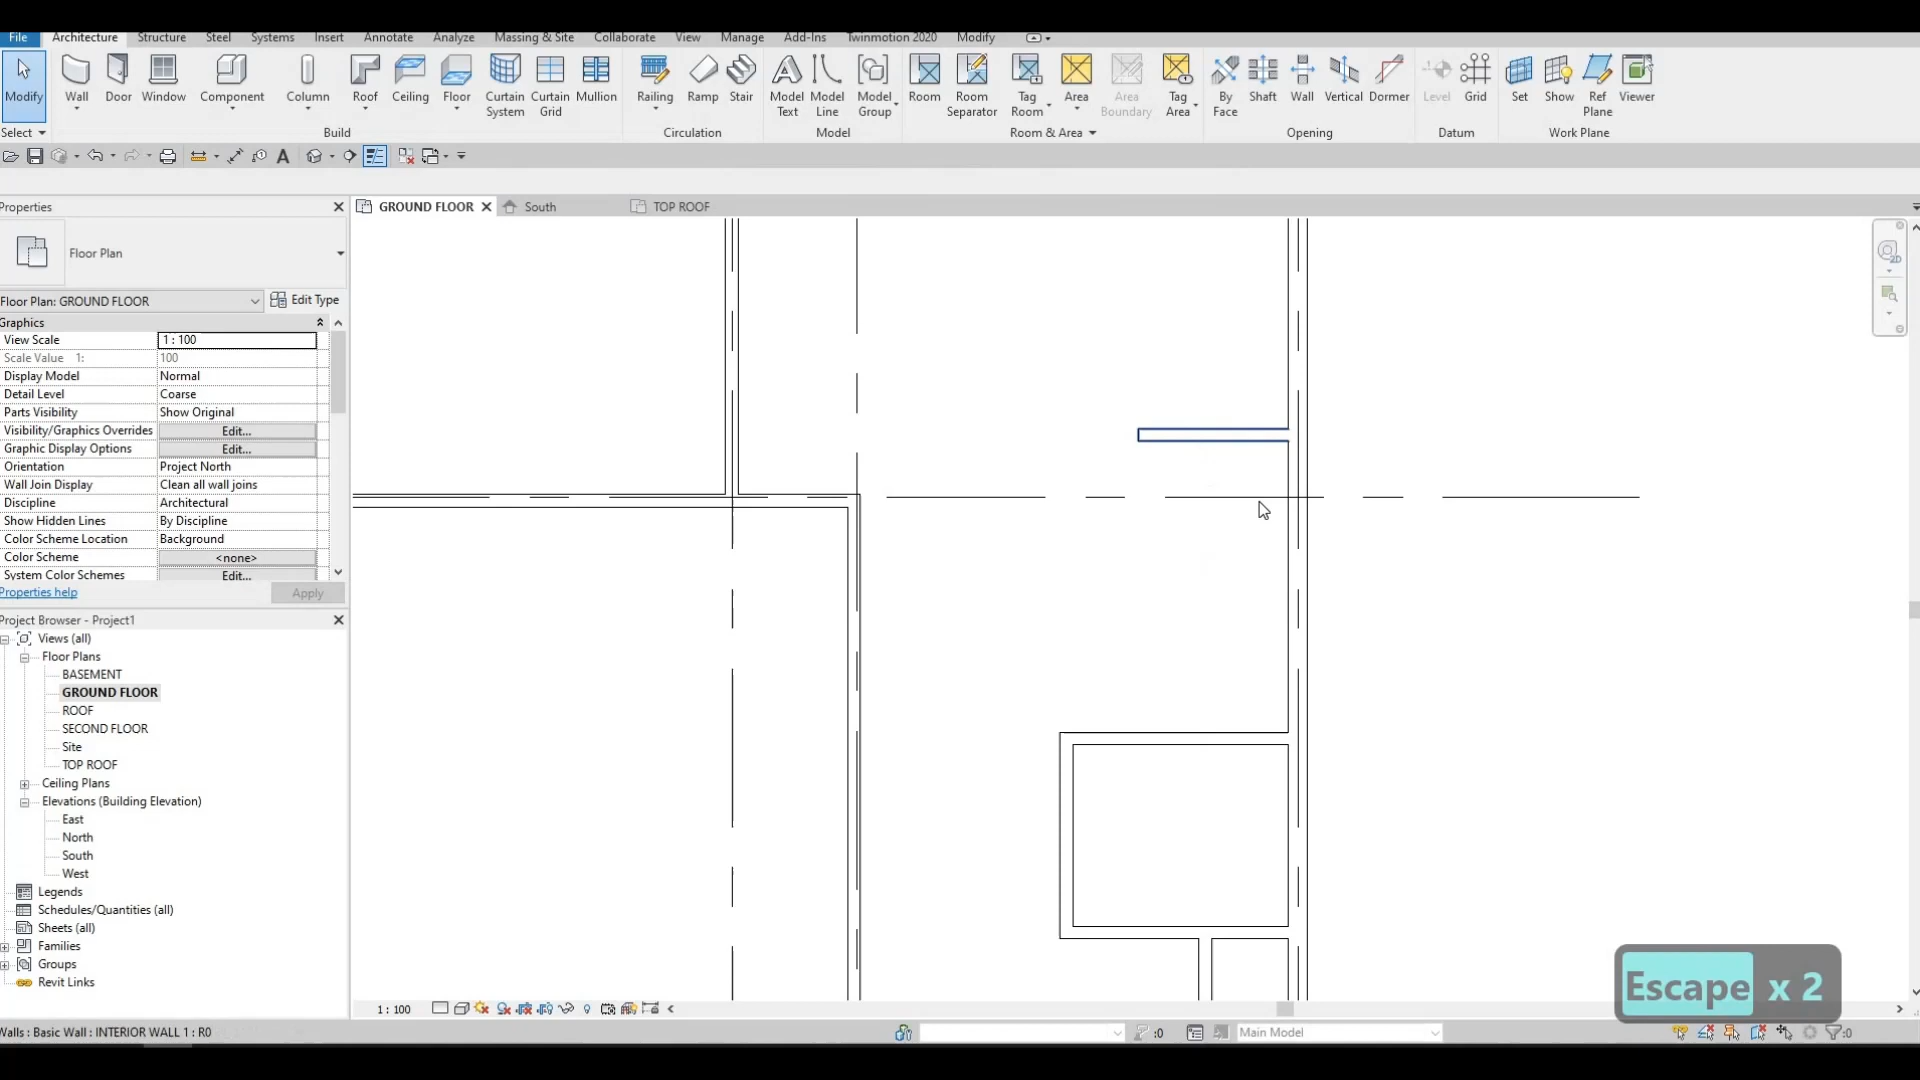 File Architecture Structure Steel Systems Insert Annotate Analyze Massing & Site Collaborate View Manage Add-Ins Twinmotion 2020 Modify
Modify Wall Door Window Component Column Roof Ceiling Floor Curtain System Curtain Grid Mullion Railing Ramp Stair Model Text Model Line Model Group Room Room Separator Tag Room Area Area Boundary Tag Area By Face Shaft Wall Vertical Dormer Level Grid Set Show Ref Plane Viewer
Select Build Circulation Model Room & Area Opening Datum Work Plane
Properties
GROUND FLOOR South TOP ROOF
Floor Plan
Floor Plan: GROUND FLOOR Edit Type
Graphics
View Scale 1 : 100
Scale Value 1: 100
Display Model Normal
Detail Level Coarse
Parts Visibility Show Original
Visibility/Graphics Overrides Edit...
Graphic Display Options Edit...
Orientation Project North
Wall Join Display Clean all wall joins
Discipline Architectural
Show Hidden Lines By Discipline
Color Scheme Location Background
Color Scheme <none>
System Color Schemes Edit...
Properties help Apply
Project Browser - Project1
Views (all)
Floor Plans
BASEMENT
GROUND FLOOR
ROOF
SECOND FLOOR
Site
TOP ROOF
Ceiling Plans
Elevations (Building Elevation)
East
North
South
West
Legends
Schedules/Quantities (all)
Sheets (all)
Families
Groups
Revit Links
Escape x 2
1 : 100
Walls : Basic Wall : INTERIOR WALL 1 : R0 :0 Main Model :0
2D